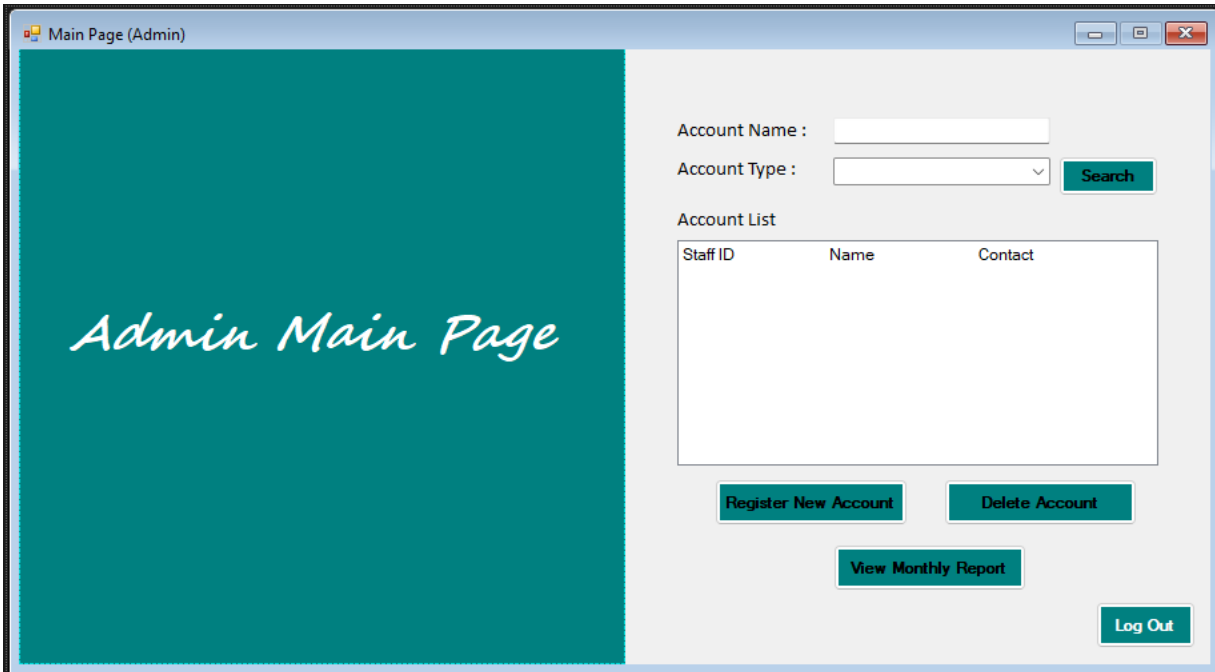 Main Page (Admin)
Admin Main Page
Account Name :
Account Type :
Search
Account List
Staff ID Name Contact
Register New Account Delete Account
View Monthly Report
Log Out